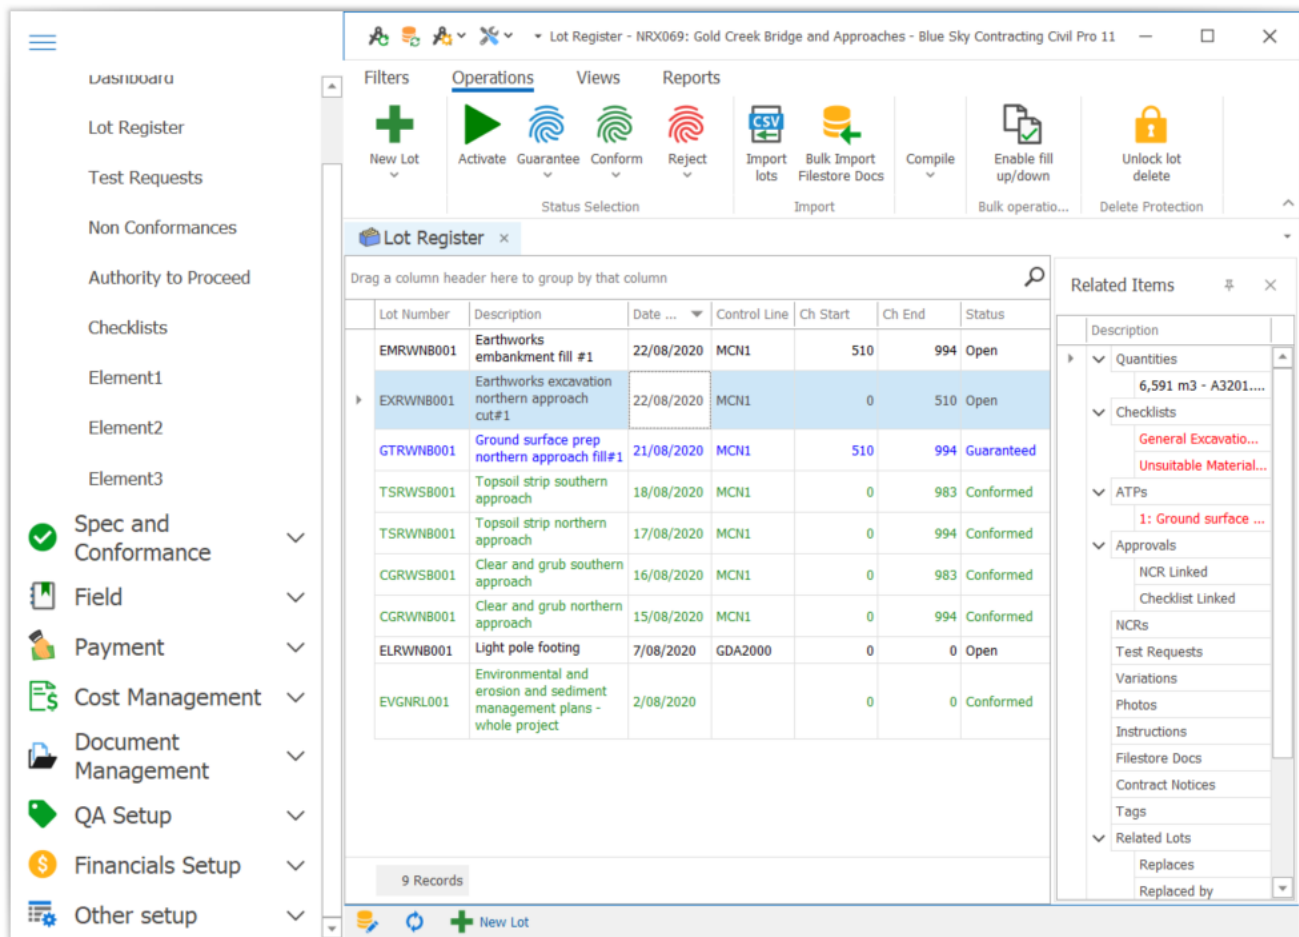 Lot Register - NRX069: Gold Creek Bridge and Approaches - Blue Sky Contracting Civil Pro 11
Dashboard
Lot Register
Test Requests
Non Conformances
Authority to Proceed
Checklists
Element1
Element2
Element3
Spec and
Conformance
Field
Payment
Cost Management
Document
Management
QA Setup
Financials Setup
Other setup
Filters Operations Views Reports
New Lot
Activate Guarantee Conform Reject
Status Selection
CSV
Import
lots
Bulk Import
Filestore Docs
Import
Compile
Enable fill
up/down
Bulk operatio...
Unlock lot
delete
Delete Protection
Lot Register
Drag a column header here to group by that column
Lot Number Description Date ... Control Line Ch Start Ch End Status
EMRWNB001 Earthworks
embankment fill #1 22/08/2020 MCN1 510 994 Open
EXRWNB001 Earthworks excavation
northern approach
cut#1 22/08/2020 MCN1 0 510 Open
GTRWNB001 Ground surface prep
northern approach fill#1 21/08/2020 MCN1 510 994 Guaranteed
TSRWSB001 Topsoil strip southern
approach 18/08/2020 MCN1 0 983 Conformed
TSRWNB001 Topsoil strip northern
approach 17/08/2020 MCN1 0 994 Conformed
CGRWSB001 Clear and grub southern
approach 16/08/2020 MCN1 0 983 Conformed
CGRWNB001 Clear and grub northern
approach 15/08/2020 MCN1 0 994 Conformed
ELRWNB001 Light pole footing 7/08/2020 GDA2000 0 0 Open
EVGNRL001 Environmental and
erosion and sediment
management plans -
whole project 2/08/2020 0 0 Conformed
9 Records
New Lot
Related Items
Description
Quantities
6,591 m3 - A3201....
Checklists
General Excavatio...
Unsuitable Material...
ATPs
1: Ground surface ...
Approvals
NCR Linked
Checklist Linked
NCRs
Test Requests
Variations
Photos
Instructions
Filestore Docs
Contract Notices
Tags
Related Lots
Replaces
Replaced by